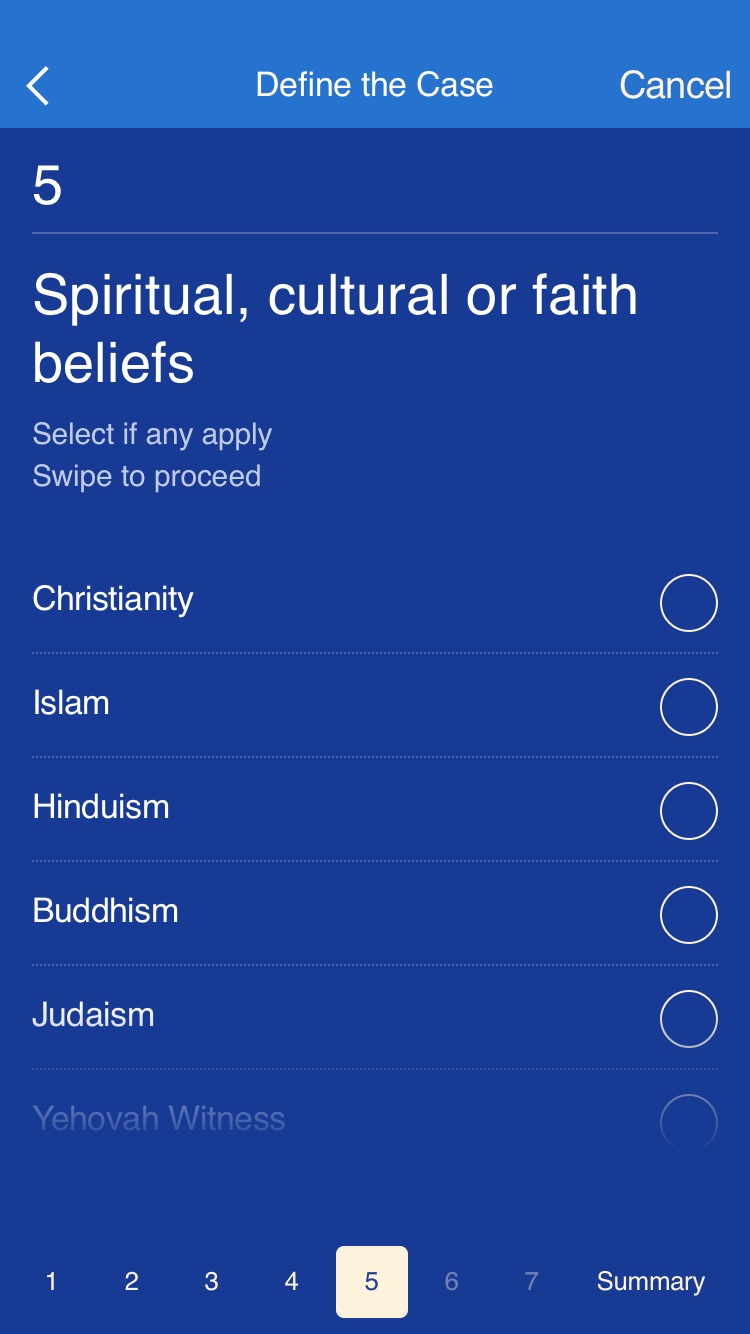 Define the Case
Cancel
5
Spiritual, cultural or faith
beliefs
Select if any apply
Swipe to proceed
Christianity
Islam
Hinduism
Buddhism
Judaism
Yehovah Witness
1 2 3 4 5 6 7 Summary